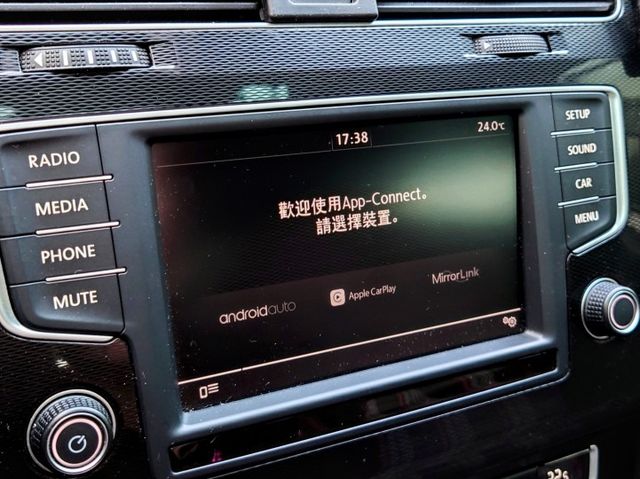 17:38
24.0℃
歡迎使用App-Connect。
請選擇裝置。
androidauto
Apple CarPlay
MirrorLink
RADIO
MEDIA
PHONE
MUTE
SETUP
SOUND
CAR
MENU